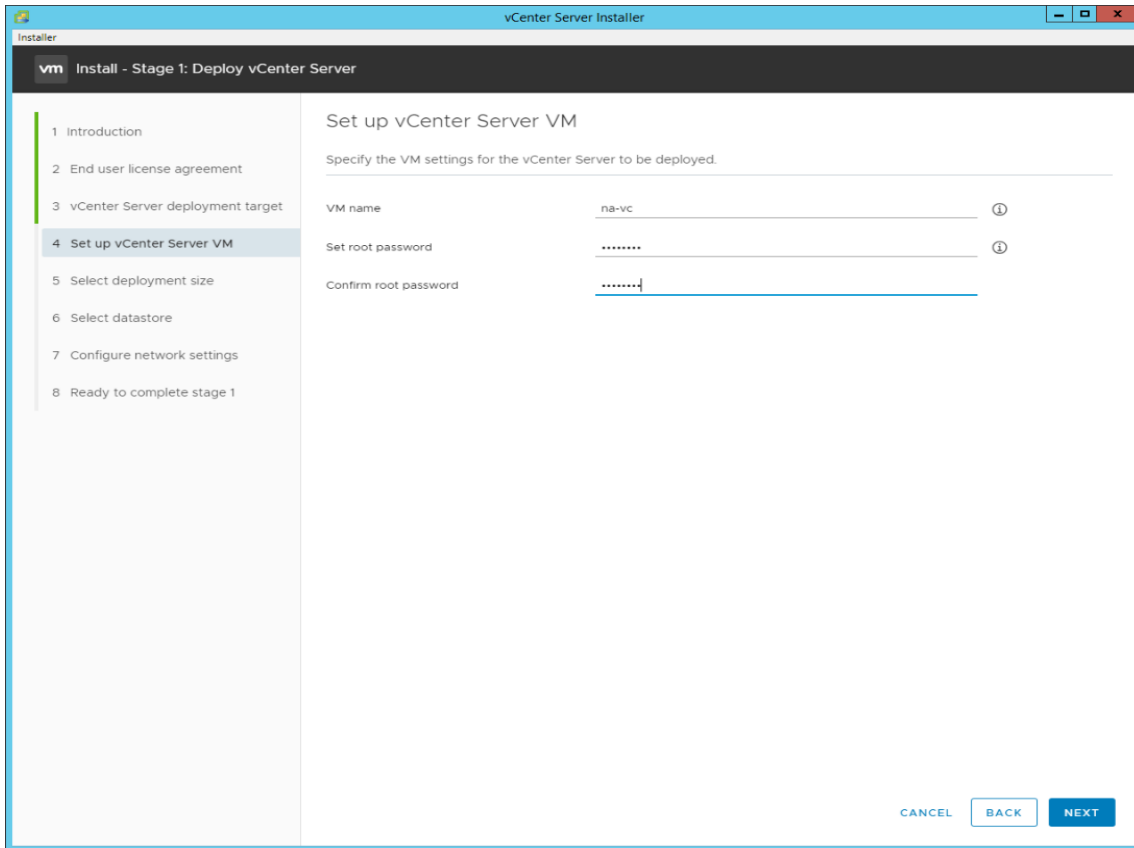 vCenter Server Installer
Installer
vm Install - Stage 1: Deploy vCenter Server
1 Introduction
2 End user license agreement
3 vCenter Server deployment target
4 Set up vCenter Server VM
5 Select deployment size
6 Select datastore
7 Configure network settings
8 Ready to complete stage 1
Set up vCenter Server VM
Specify the VM settings for the vCenter Server to be deployed.
VM name na-vc
Set root password ••••••••
Confirm root password ••••••••
CANCEL BACK NEXT